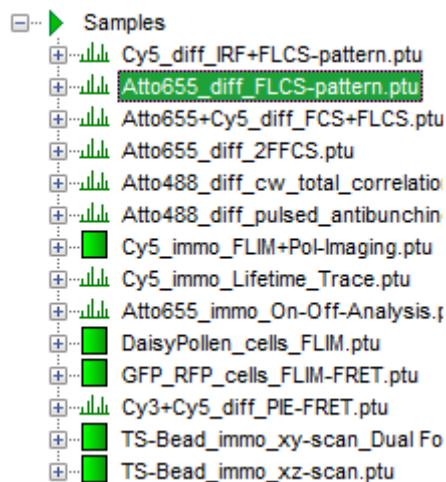 Samples
Cy5_diff_IRF+FLCS-pattern.ptu
Atto655_diff_FLCS-pattern.ptu
Atto655+Cy5_diff_FCS+FLCS.ptu
Atto655_diff_2FFCS.ptu
Atto488_diff_cw_total_correlatio
Atto488_diff_pulsed_antibunchin
Cy5_immo_FLIM+Pol-Imaging.ptu
Cy5_immo_Lifetime_Trace.ptu
Atto655_immo_On-Off-Analysis.p
DaisyPollen_cells_FLIM.ptu
GFP_RFP_cells_FLIM-FRET.ptu
Cy3+Cy5_diff_PIE-FRET.ptu
TS-Bead_immo_xy-scan_Dual Fo
TS-Bead_immo_xz-scan.ptu